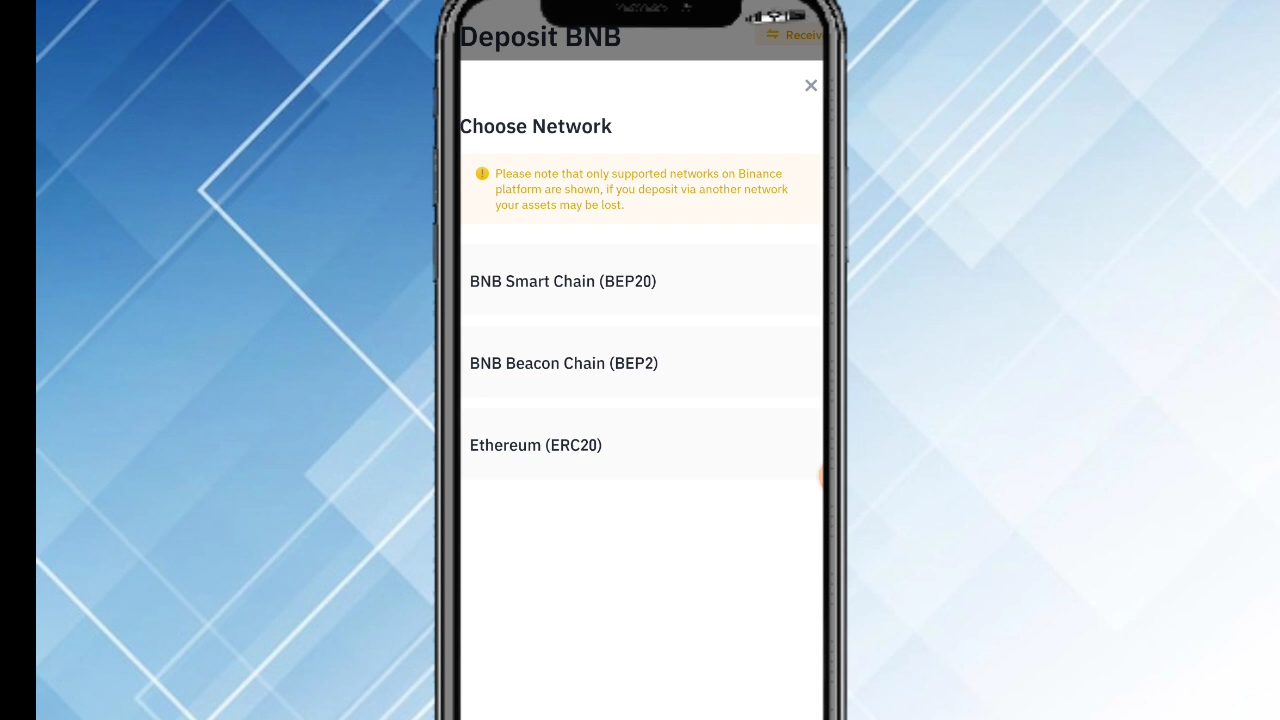 Deposit BNB
Receive
Choose Network
Please note that only supported networks on Binance
platform are shown, if you deposit via another network
your assets may be lost.
BNB Smart Chain (BEP20)
BNB Beacon Chain (BEP2)
Ethereum (ERC20)